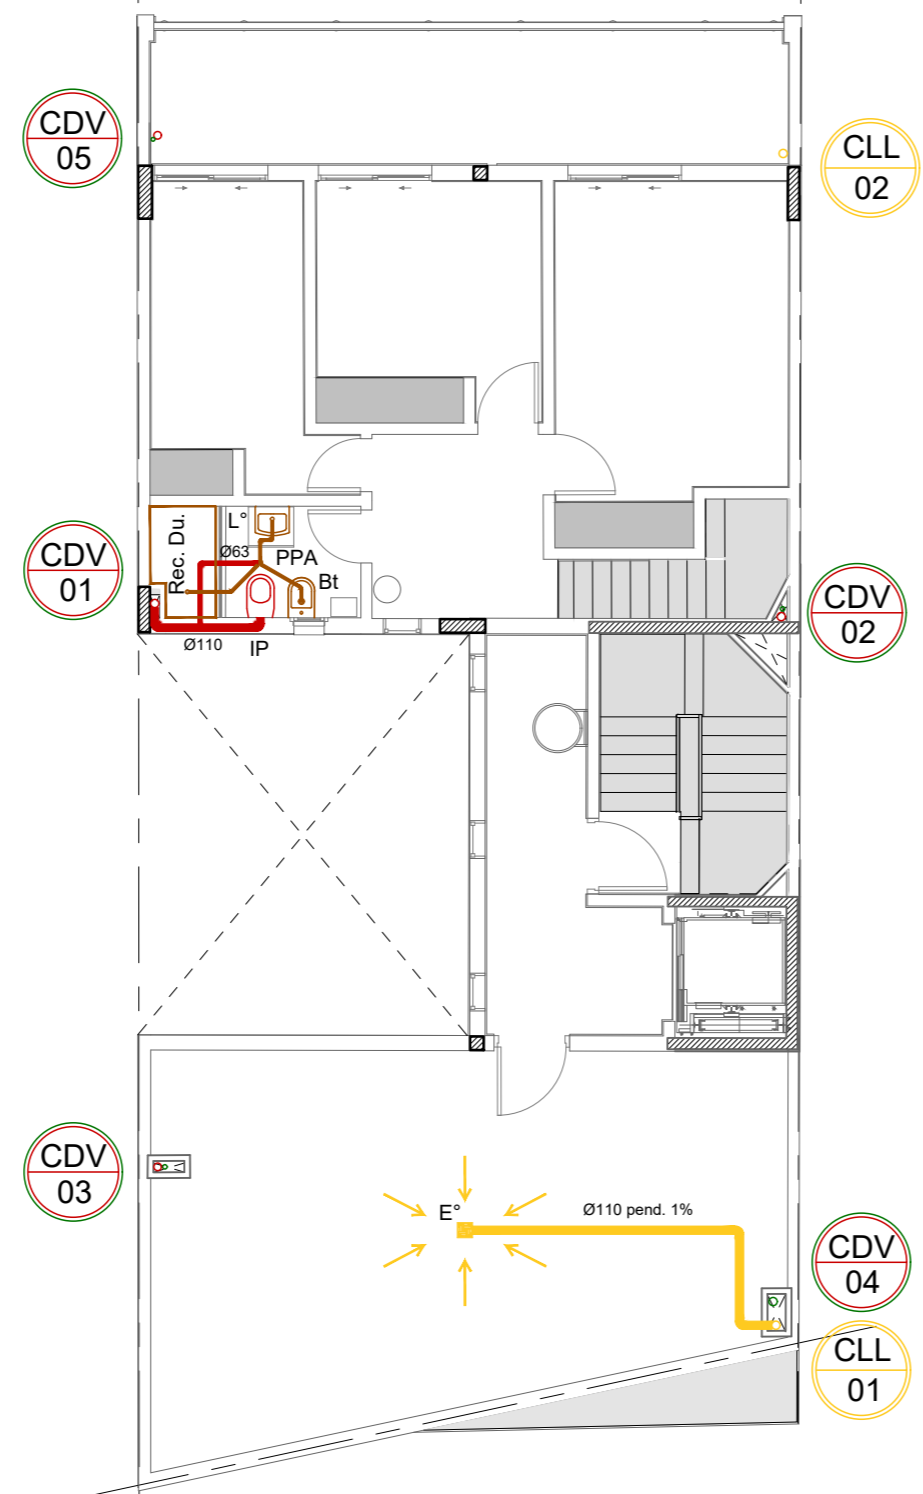 CDV
05
CLL
02
CDV
01
Rec. Du.
L°
Ø63
PPA
Bt
Ø110
IP
CDV
02
CDV
03
E°
Ø110 pend. 1%
CDV
04
CLL
01